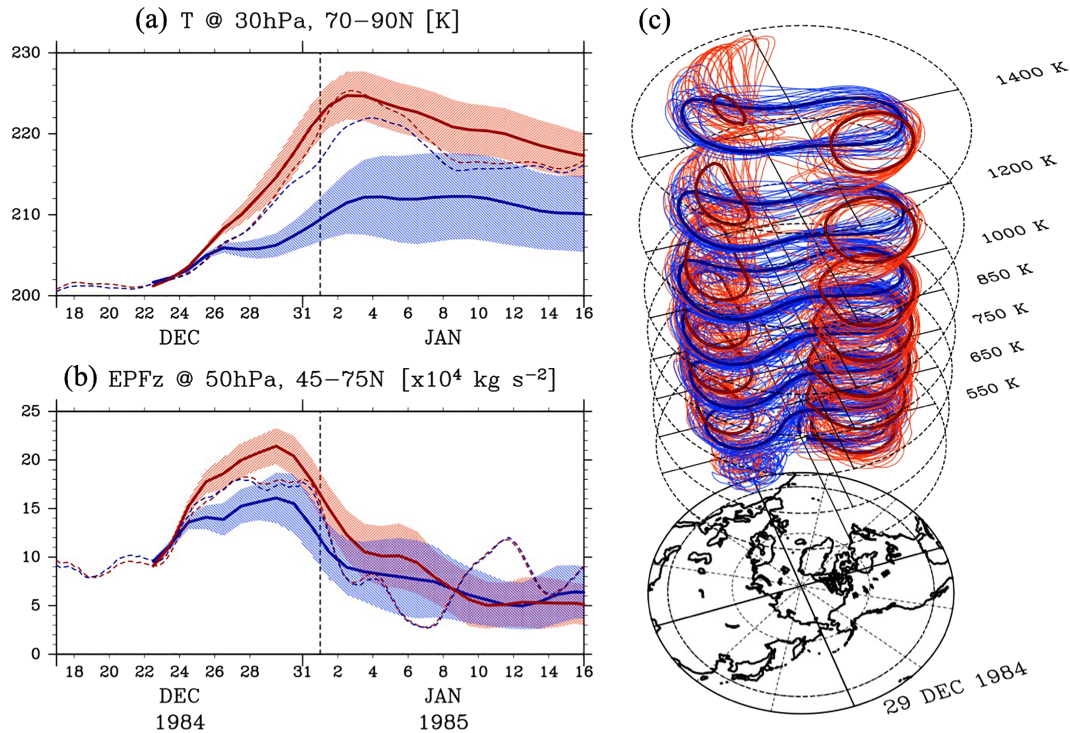 (a) T @ 30hPa, 70−90N [K]
230
220
210
200
18 20 22 24 26 28 31 2 4 6 8 10 12 14 16
DEC JAN
(b) EPFz @ 50hPa, 45−75N [x10⁴ kg s⁻²]
25
20
15
10
5
0
18 20 22 24 26 28 31 2 4 6 8 10 12 14 16
DEC JAN
1984 1985
(c)
1400 K
1200 K
1000 K
850 K
750 K
650 K
550 K
29 DEC 1984